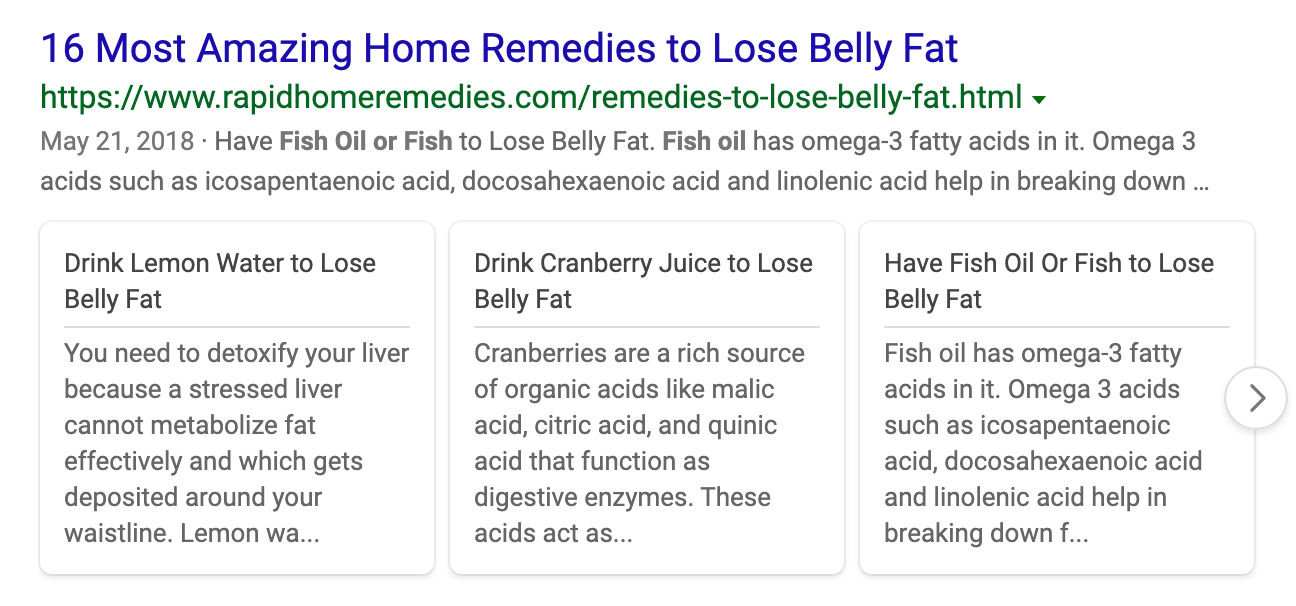 16 Most Amazing Home Remedies to Lose Belly Fat
https://www.rapidhomeremedies.com/remedies-to-lose-belly-fat.html
May 21, 2018 · Have Fish Oil or Fish to Lose Belly Fat. Fish oil has omega-3 fatty acids in it. Omega 3
acids such as icosapentaenoic acid, docosahexaenoic acid and linolenic acid help in breaking down ...
Drink Lemon Water to Lose
Belly Fat
You need to detoxify your liver
because a stressed liver
cannot metabolize fat
effectively and which gets
deposited around your
waistline. Lemon wa...
Drink Cranberry Juice to Lose
Belly Fat
Cranberries are a rich source
of organic acids like malic
acid, citric acid, and quinic
acid that function as
digestive enzymes. These
acids act as...
Have Fish Oil Or Fish to Lose
Belly Fat
Fish oil has omega-3 fatty
acids in it. Omega 3 acids
such as icosapentaenoic
acid, docosahexaenoic acid
and linolenic acid help in
breaking down f...